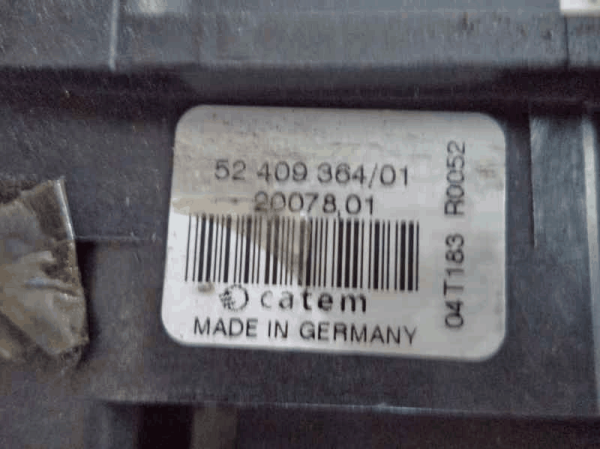 52 409 364/01
20078,01
catem
MADE IN GERMANY
04T183 R0052